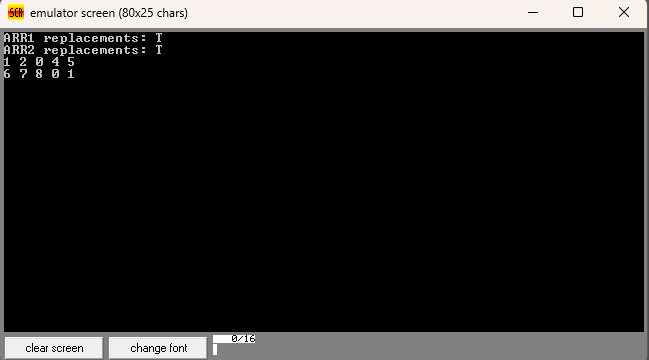 SCR
emulator screen (80x25 chars)
ARR1 replacements: T
ARR2 replacements: T
1 2 0 4 5
6 7 8 0 1
clear screen
change font
0/16